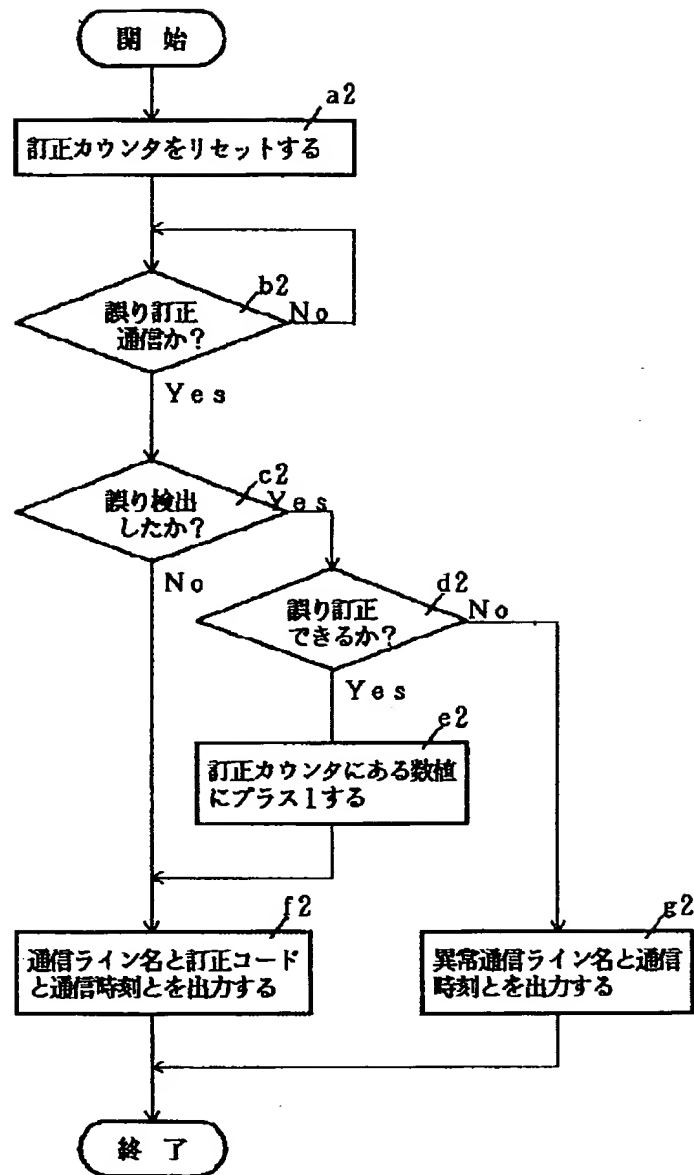 開 始
a2
訂正カウンタをリセットする
b2
誤り訂正
通信か?
No
Yes
c2
誤り検出
したか?
Yes
No
d2
誤り訂正
できるか?
No
Yes
e2
訂正カウンタにある数値
にプラス1する
f2
通信ライン名と訂正コード
と通信時刻とを出力する
g2
異常通信ライン名と通信
時刻とを出力する
終 了